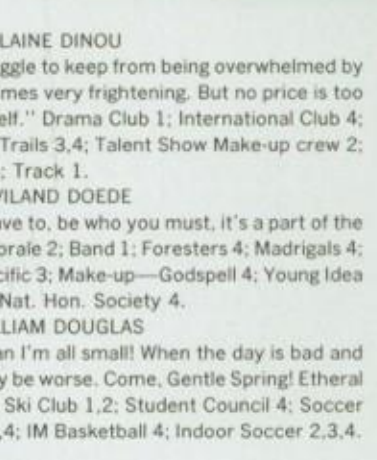 LAINE DINOU
ggle to keep from being overwhelmed by
mes very frightening. But no price is too
elf." Drama Club 1; International Club 4;
Trails 3,4; Talent Show Make-up crew 2;
; Track 1.
VILAND DOEDE
ve to, be who you must, it's a part of the
orale 2; Band 1; Foresters 4; Madrigals 4;
cific 3; Make-up—Godspell 4; Young Idea
Nat. Hon. Society 4.
LIAM DOUGLAS
an I'm all small! When the day is bad and
y be worse. Come, Gentle Spring! Etheral
Ski Club 1,2; Student Council 4; Soccer
,4; IM Basketball 4; Indoor Soccer 2,3,4.